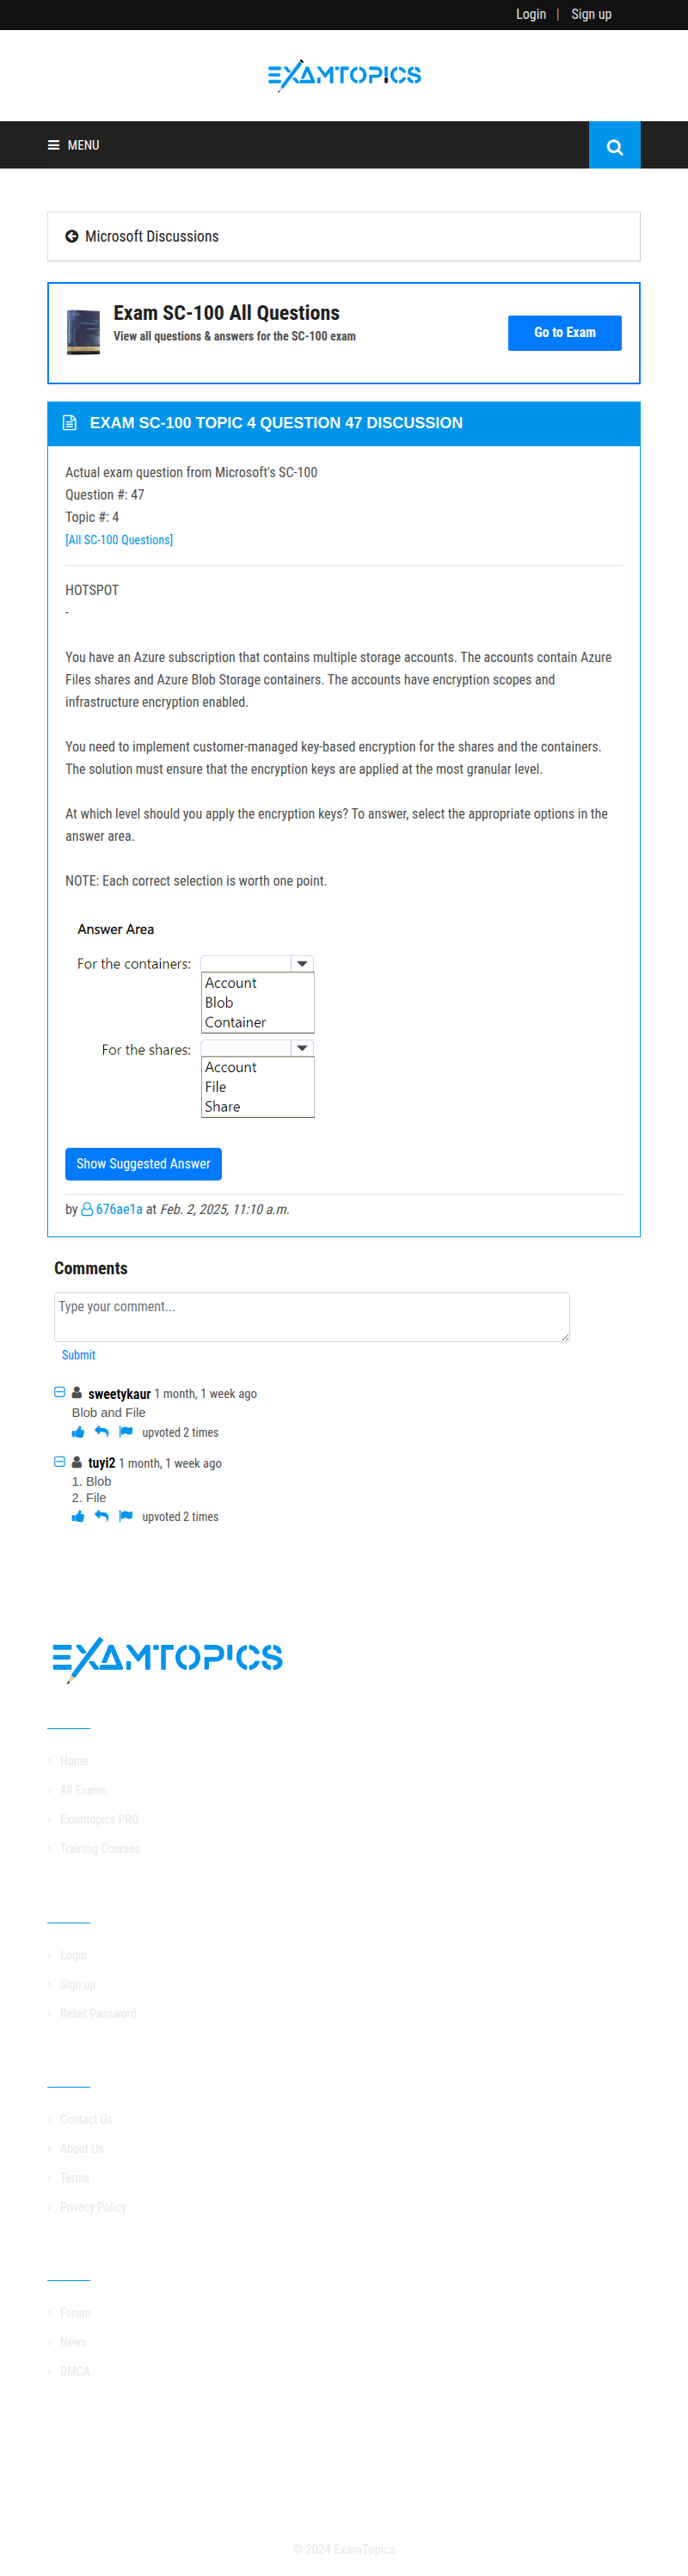 Login | Sign up
EXAMTOPICS
MENU
Microsoft Discussions
Exam SC-100 All Questions
View all questions & answers for the SC-100 exam
Go to Exam
EXAM SC-100 TOPIC 4 QUESTION 47 DISCUSSION
Actual exam question from Microsoft's SC-100
Question #: 47
Topic #: 4
[All SC-100 Questions]
HOTSPOT
-
You have an Azure subscription that contains multiple storage accounts. The accounts contain Azure
Files shares and Azure Blob Storage containers. The accounts have encryption scopes and
infrastructure encryption enabled.
You need to implement customer-managed key-based encryption for the shares and the containers.
The solution must ensure that the encryption keys are applied at the most granular level.
At which level should you apply the encryption keys? To answer, select the appropriate options in the
answer area.
NOTE: Each correct selection is worth one point.
Answer Area
For the containers:
Account
Blob
Container
For the shares:
Account
File
Share
Show Suggested Answer
by 676ae1a at Feb. 2, 2025, 11:10 a.m.
Comments
Type your comment...
Submit
sweetykaur 1 month, 1 week ago
Blob and File
upvoted 2 times
tuyi2 1 month, 1 week ago
1. Blob
2. File
upvoted 2 times
EXAMTOPICS
Home
All Exams
Examtopics PRO
Training Courses
Login
Sign up
Reset Password
Contact Us
About Us
Terms
Privacy Policy
Forum
News
DMCA
© 2024 ExamTopics